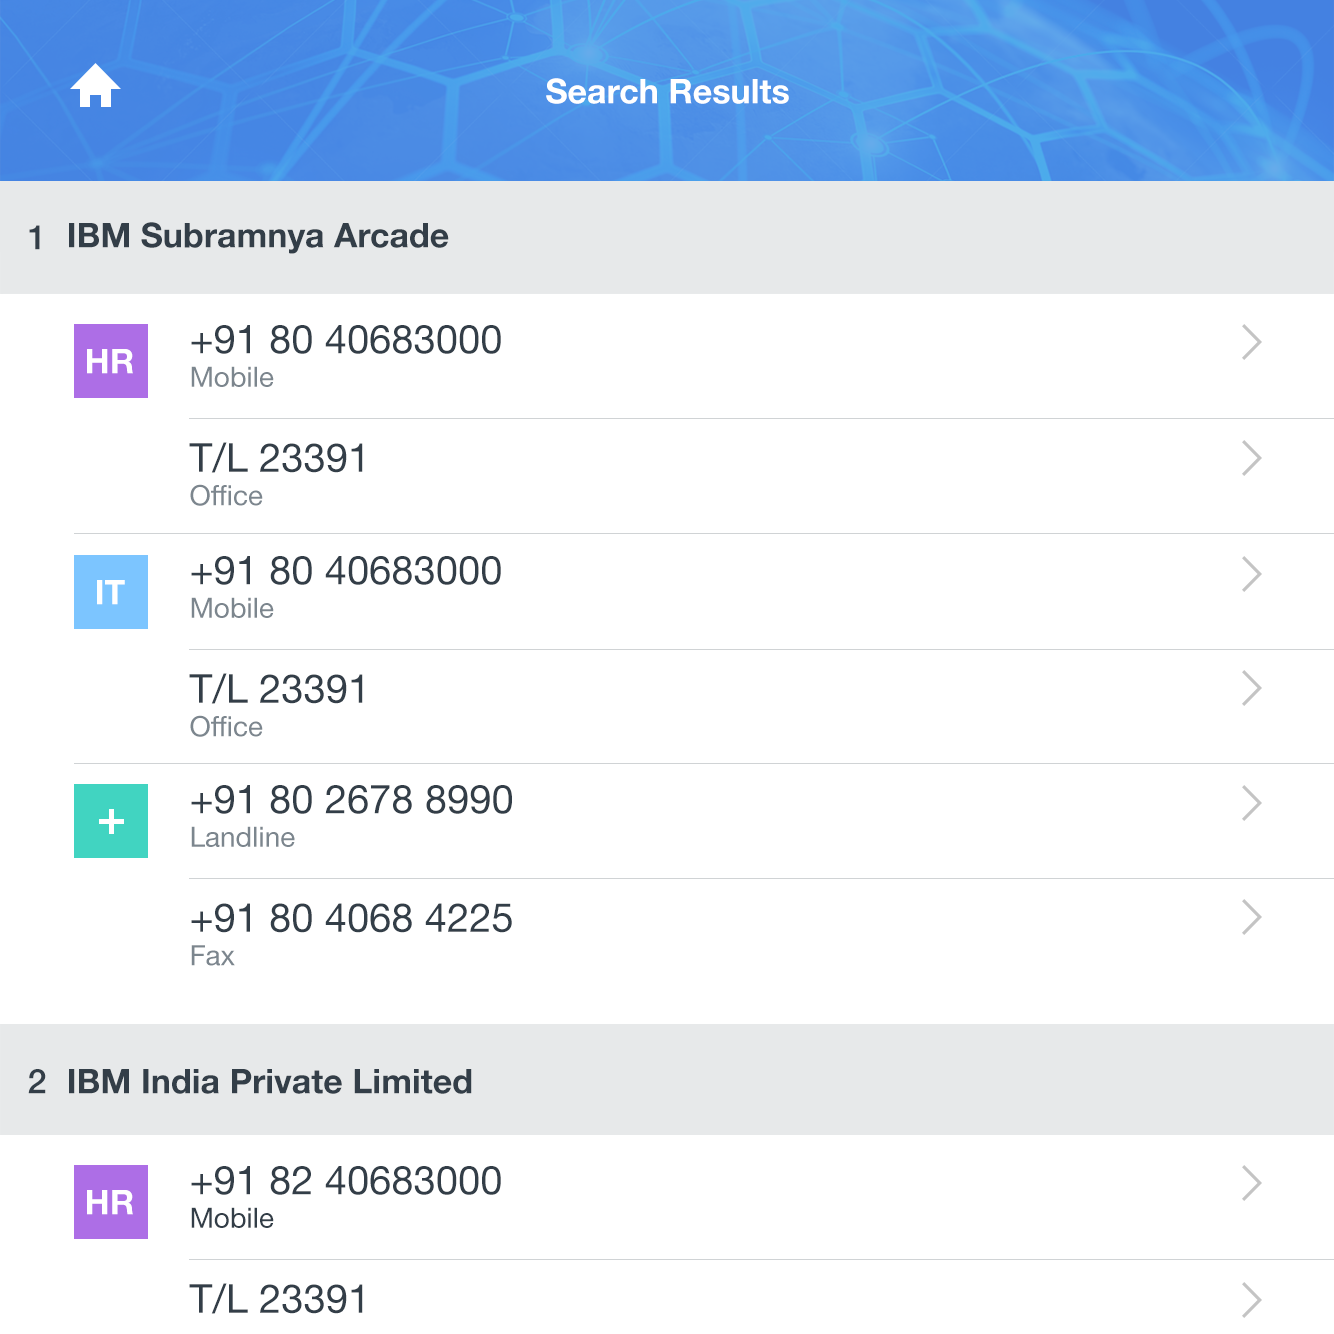 Search Results
1 IBM Subramnya Arcade
HR +91 80 40683000
Mobile
T/L 23391
Office
IT +91 80 40683000
Mobile
T/L 23391
Office
+ +91 80 2678 8990
Landline
+91 80 4068 4225
Fax
2 IBM India Private Limited
HR +91 82 40683000
Mobile
T/L 23391